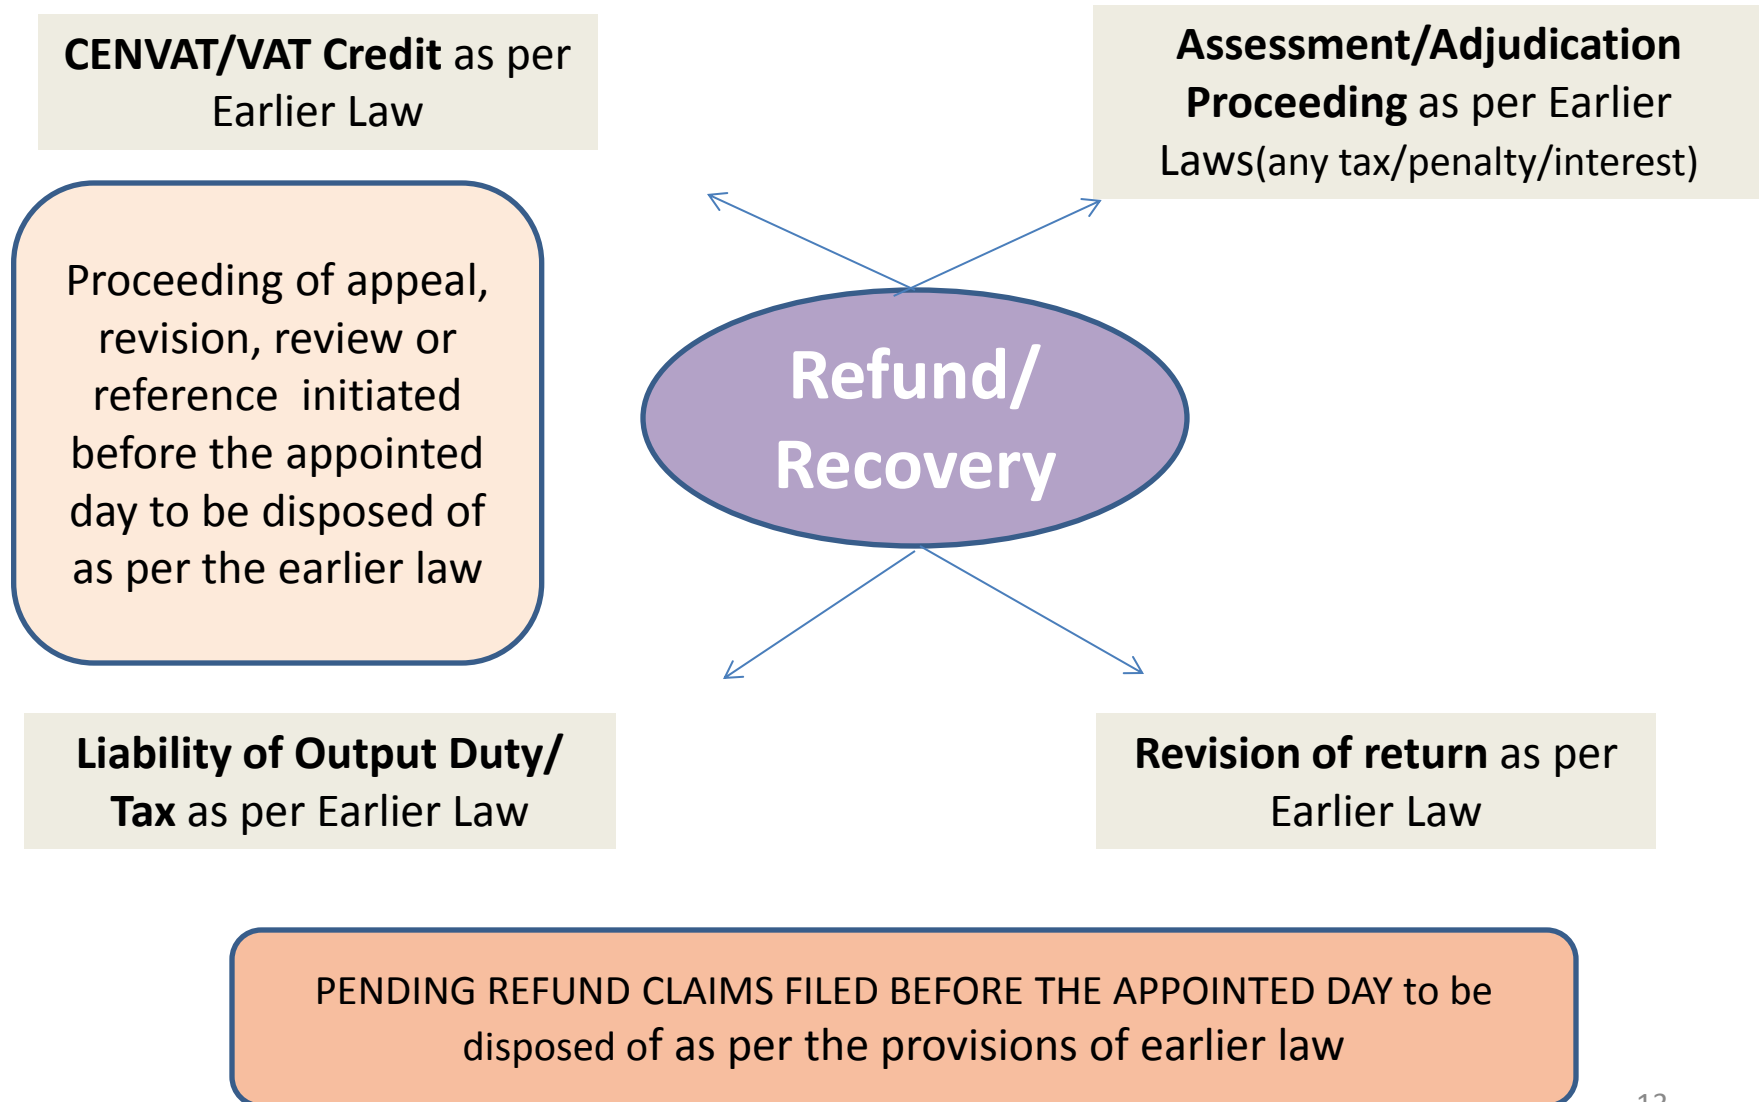 CENVAT/VAT Credit as per
Earlier Law
Assessment/Adjudication
Proceeding as per Earlier
Laws(any tax/penalty/interest)
Proceeding of appeal,
revision, review or
reference initiated
before the appointed
day to be disposed of
as per the earlier law
Refund/
Recovery
Liability of Output Duty/
Tax as per Earlier Law
Revision of return as per
Earlier Law
PENDING REFUND CLAIMS FILED BEFORE THE APPOINTED DAY to be
disposed of as per the provisions of earlier law